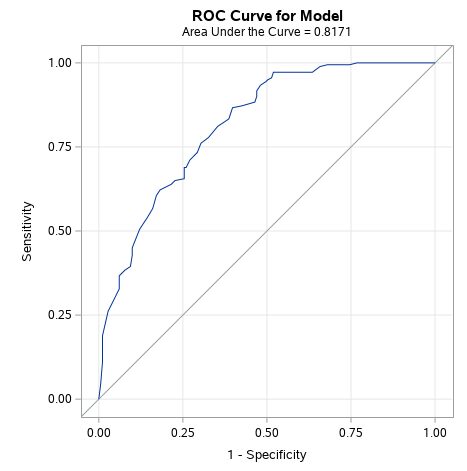 ROC Curve for Model
Area Under the Curve = 0.8171
1.00
0.75
0.50
0.25
0.00
Sensitivity
0.00 0.25 0.50 0.75 1.00
1 - Specificity